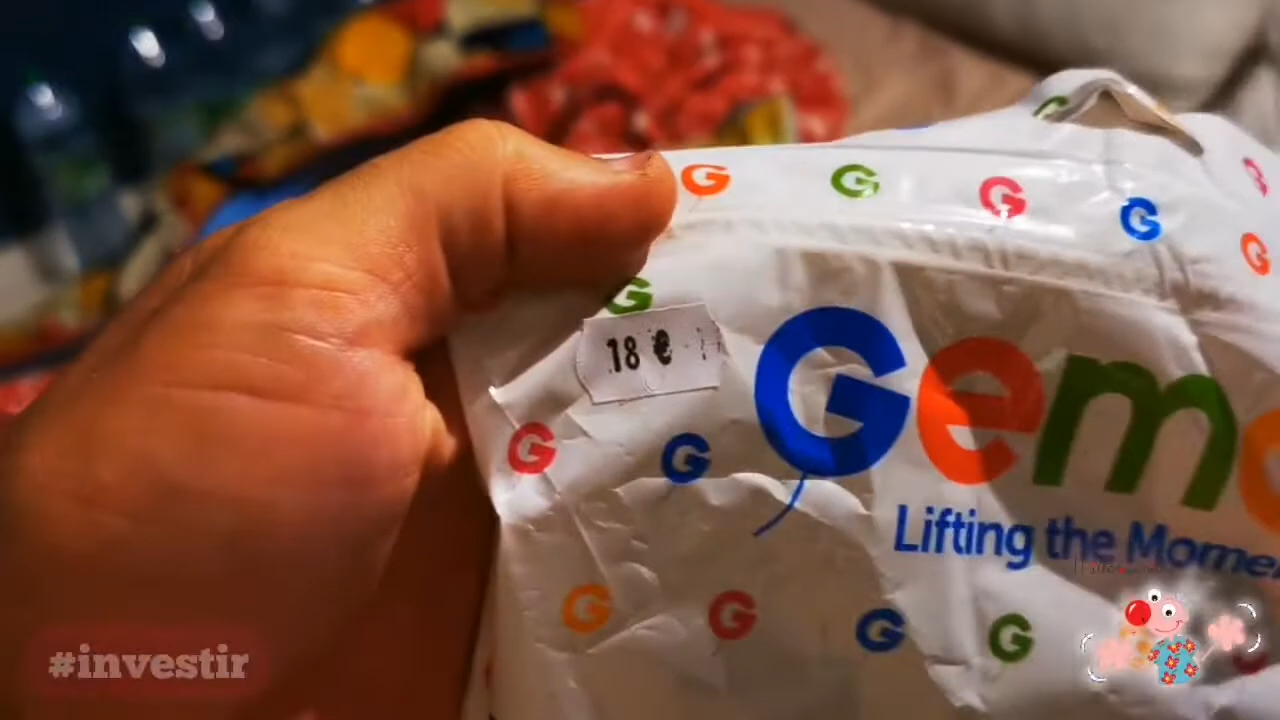 G G G G G
G
G
18 €
Gem
G G
Lifting the Mome
G G G G
#investir